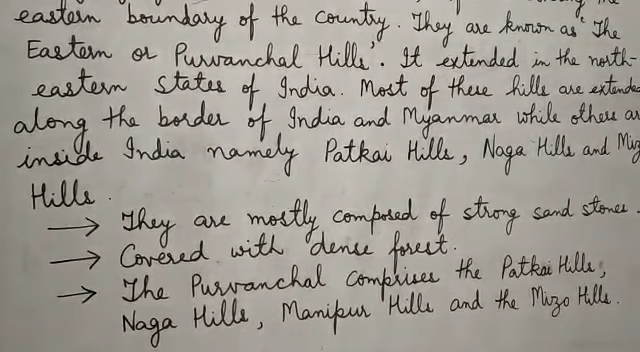 eastern boundary of the country. They are known as 'The
Eastern or Purvanchal Hills'. It extended in the north-
eastern states of India. Most of these hills are extended
along the border of India and Myanmar while others ar
inside India namely Patkai Hills, Naga Hills and Miz
Hills.
→ They are mostly composed of strong sand stones.
→ Covered with dense forest.
→ The Purvanchal comprises the Patkai Hills,
Naga Hills, Manipur Hills and the Mizo Hills.